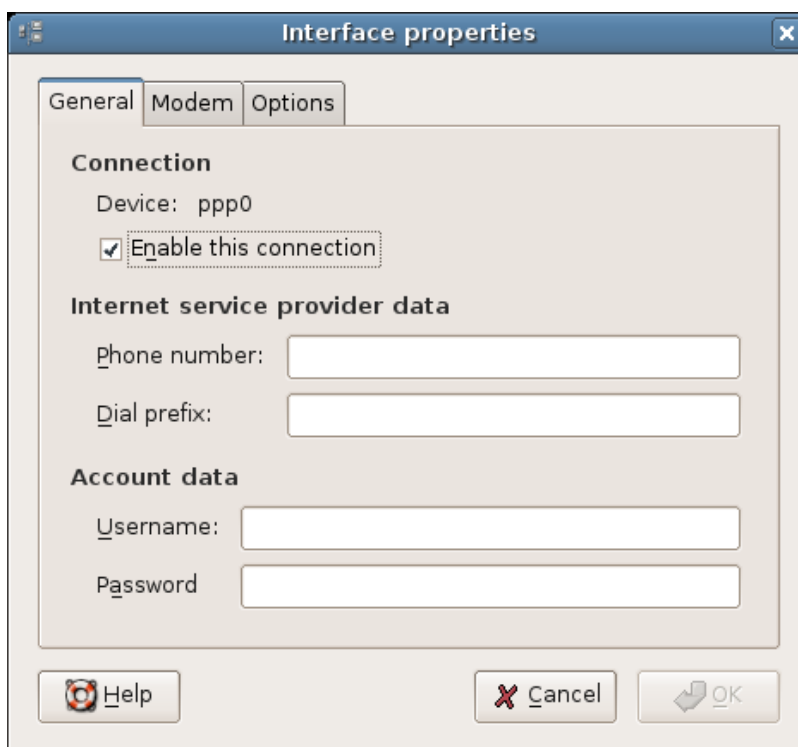 Interface properties
General Modem Options
Connection
Device: ppp0
Enable this connection
Internet service provider data
Phone number:
Dial prefix:
Account data
Username:
Password
Help Cancel OK